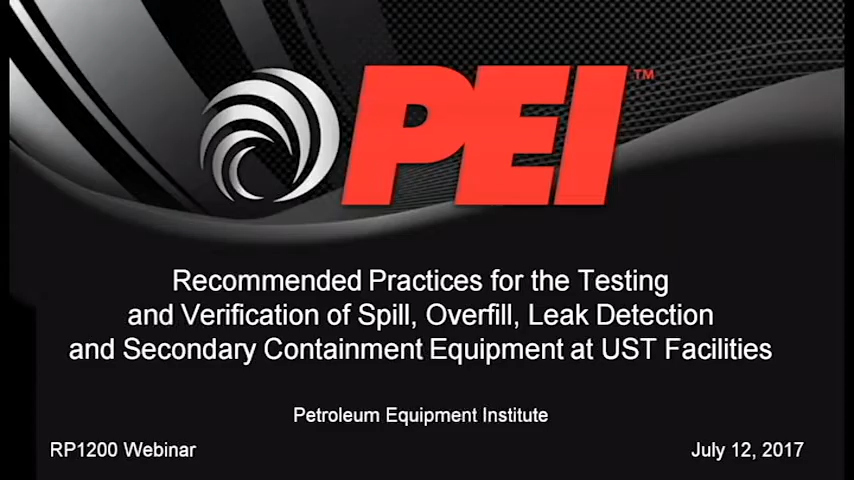 PEI™
Recommended Practices for the Testing
and Verification of Spill, Overfill, Leak Detection
and Secondary Containment Equipment at UST Facilities
Petroleum Equipment Institute
RP1200 Webinar
July 12, 2017